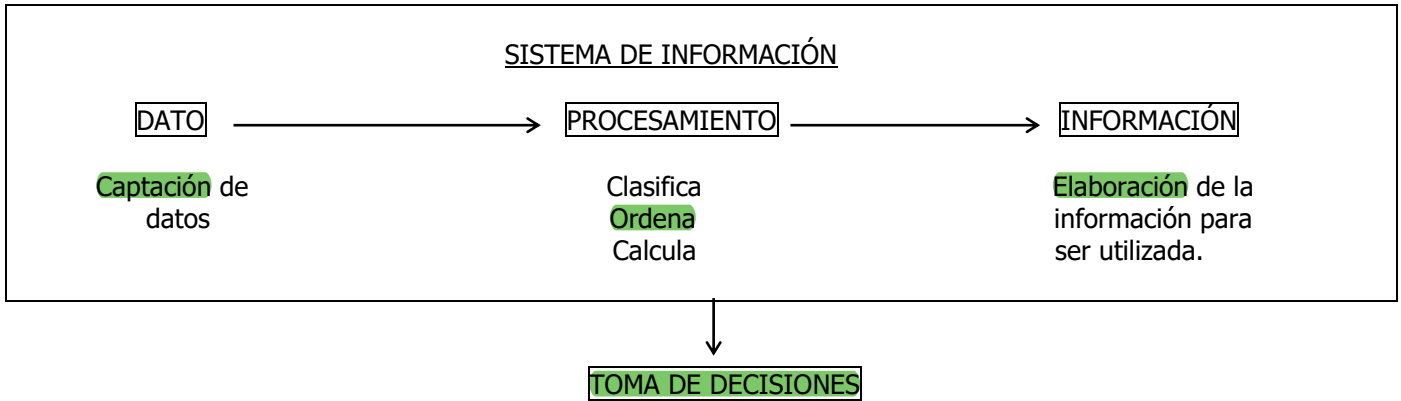 SISTEMA DE INFORMACIÓN
DATO PROCESAMIENTO INFORMACIÓN
Captación de
datos
Clasifica
Ordena
Calcula
Elaboración de la
información para
ser utilizada.
TOMA DE DECISIONES